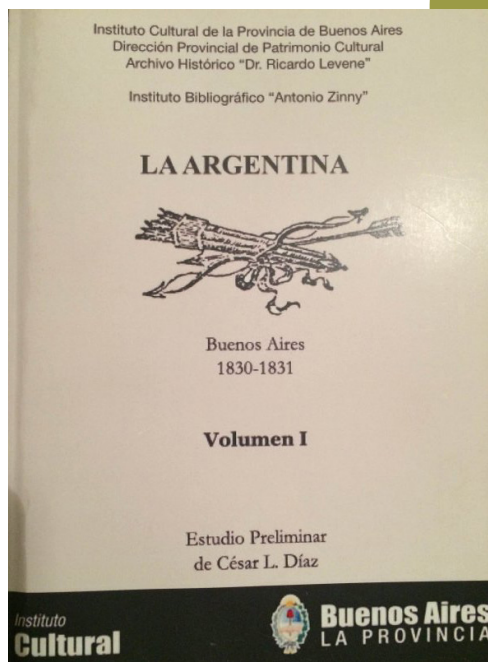 Instituto Cultural de la Provincia de Buenos Aires
Dirección Provincial de Patrimonio Cultural
Archivo Histórico "Dr. Ricardo Levene"
Instituto Bibliográfico "Antonio Zinny"
LA ARGENTINA
Buenos Aires
1830-1831
Volumen I
Estudio Preliminar
de César L. Díaz
Instituto
Cultural
Buenos Aires
LA PROVINCIA